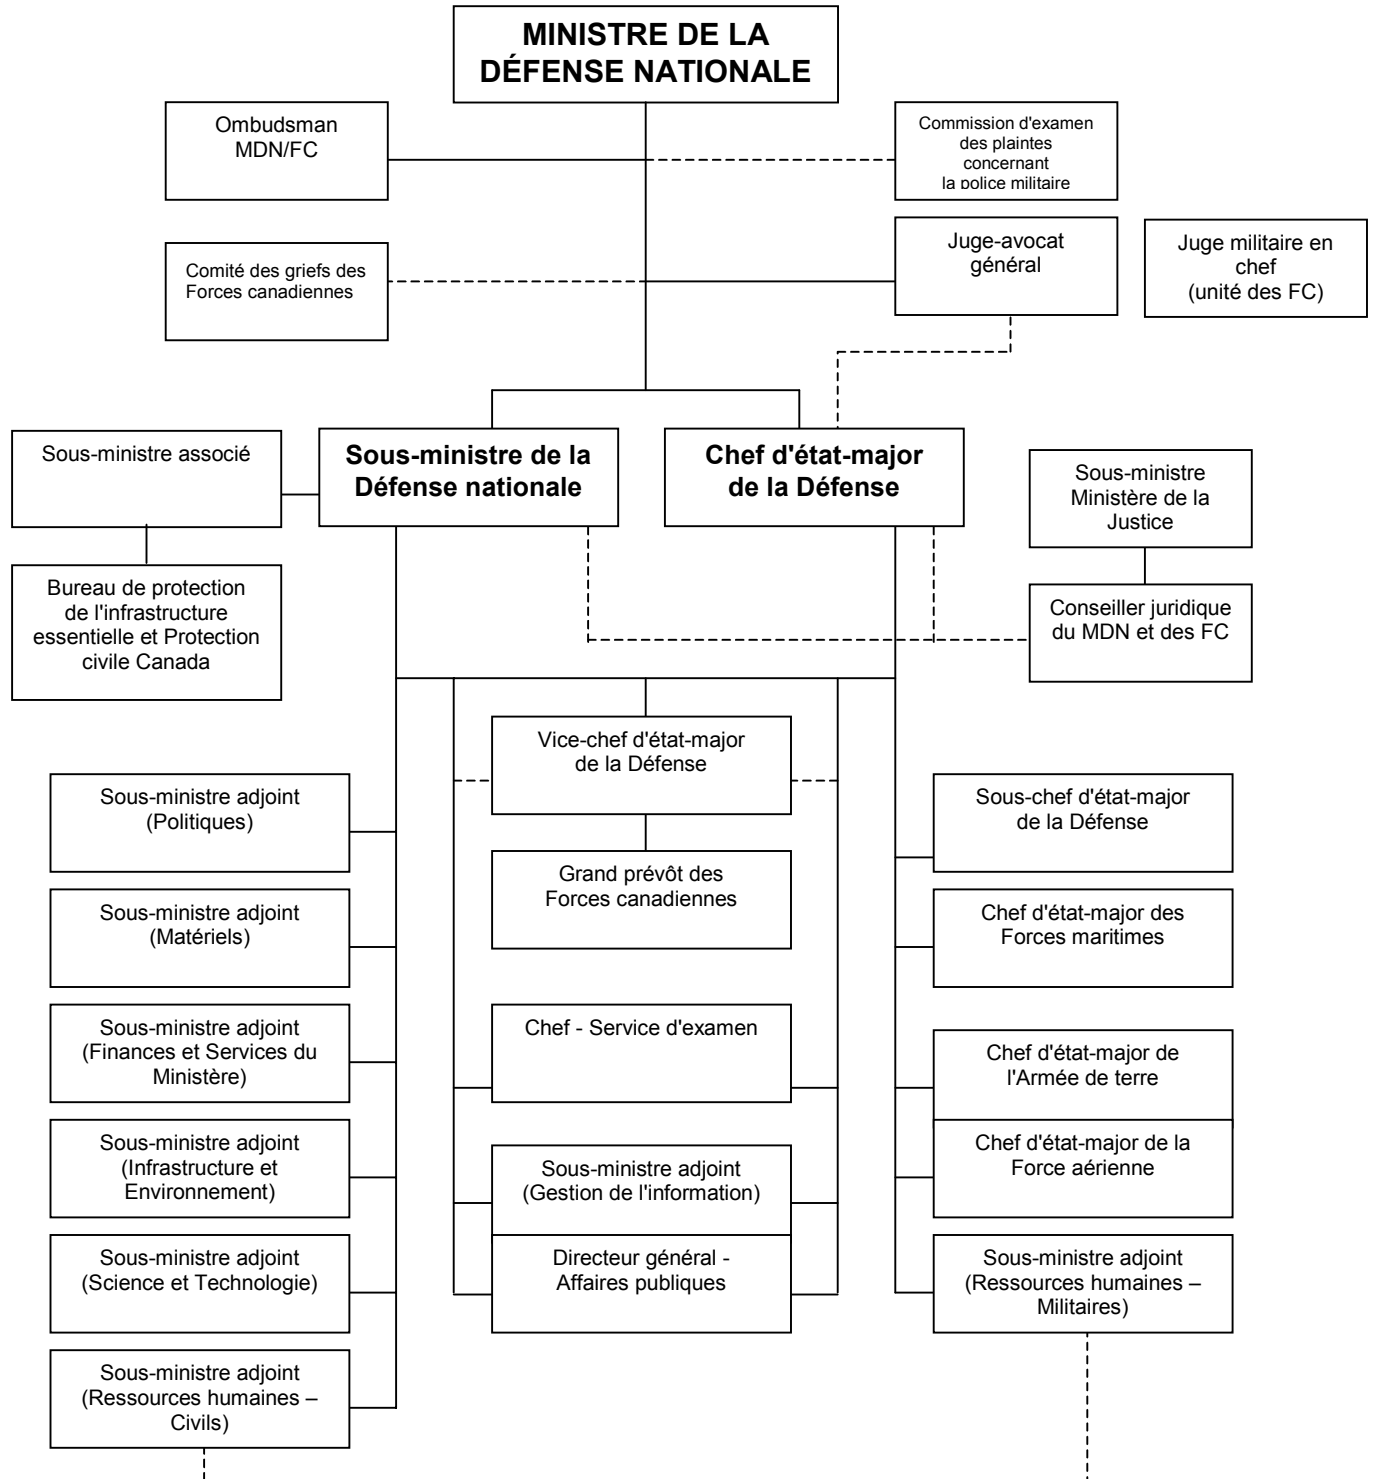 MINISTRE DE LA
DÉFENSE NATIONALE
Ombudsman
MDN/FC
Commission d'examen
des plaintes
concernant
la police militaire
Comité des griefs des
Forces canadiennes
Juge-avocat
général
Juge militaire en
chef
(unité des FC)
Sous-ministre associé
Sous-ministre de la
Défense nationale
Chef d'état-major
de la Défense
Sous-ministre
Ministère de la
Justice
Bureau de protection
de l'infrastructure
essentielle et Protection
civile Canada
Conseiller juridique
du MDN et des FC
Vice-chef d'état-major
de la Défense
Sous-ministre adjoint
(Politiques)
Sous-chef d'état-major
de la Défense
Grand prévôt des
Forces canadiennes
Sous-ministre adjoint
(Matériels)
Chef d'état-major des
Forces maritimes
Sous-ministre adjoint
(Finances et Services du
Ministère)
Chef - Service d'examen
Chef d'état-major de
l'Armée de terre
Sous-ministre adjoint
(Infrastructure et
Environnement)
Sous-ministre adjoint
(Gestion de l'information)
Chef d'état-major de la
Force aérienne
Sous-ministre adjoint
(Science et Technologie)
Directeur général -
Affaires publiques
Sous-ministre adjoint
(Ressources humaines –
Militaires)
Sous-ministre adjoint
(Ressources humaines –
Civils)